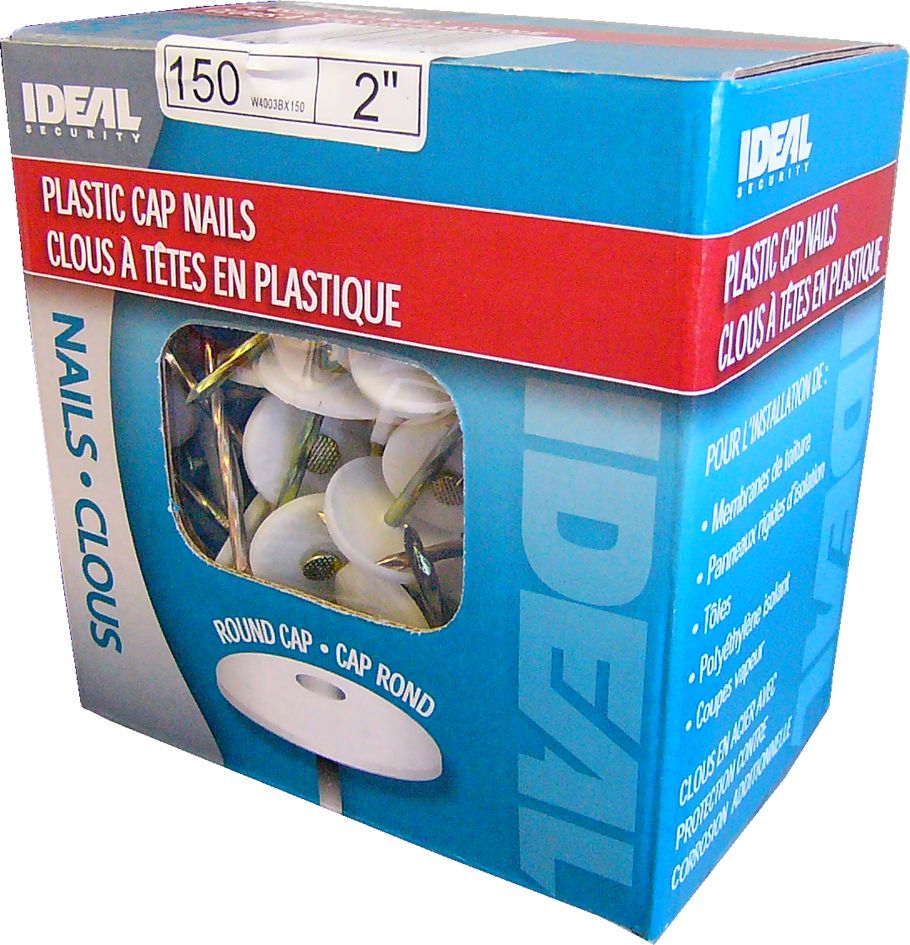 150 W4003BX150 2"
IDEAL
SECURITY
PLASTIC CAP NAILS
CLOUS À TÊTES EN PLASTIQUE
NAILS • CLOUS
ROUND CAP • CAP ROND
IDEAL
IDEAL
SECURITY
PLASTIC CAP NAILS
CLOUS À TÊTES EN PLASTIQUE
POUR L'INSTALLATION DE :
• Membranes de toiture
• Panneaux rigides d'isolation
• Tôles
• Polyéthylène isolant
• Coupes vapeur
CLOUS EN ACIER AVEC
PROTECTION CONTRE
CORROSION ADDITIONNELLE
IDEAL